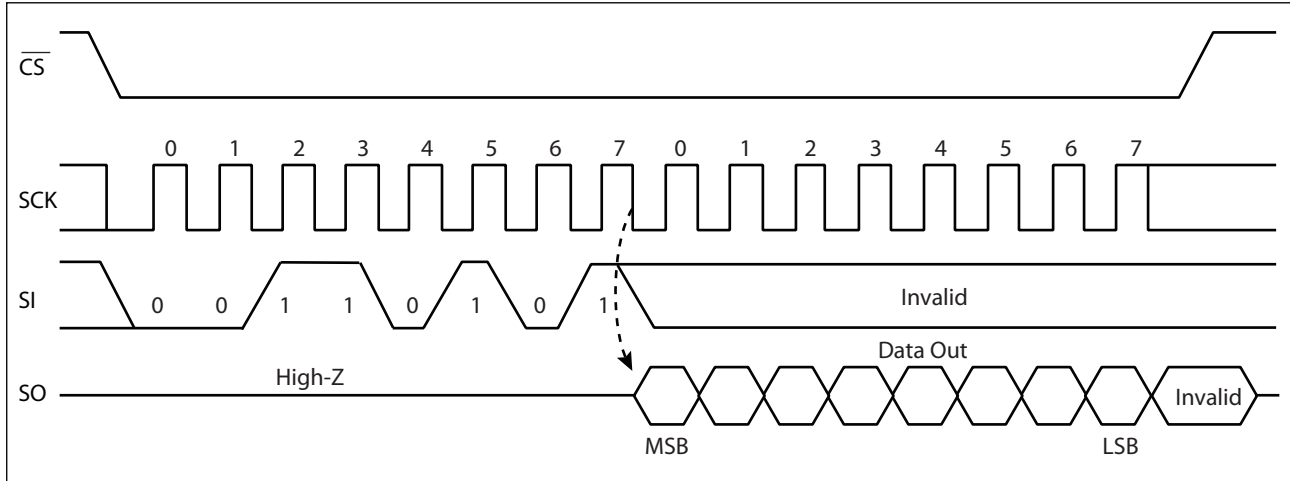 CS
0 1 2 3 4 5 6 7 0 1 2 3 4 5 6 7
SCK
SI 0 0 1 1 0 1 0 1 Invalid
Data Out
High-Z
SO Invalid
MSB LSB